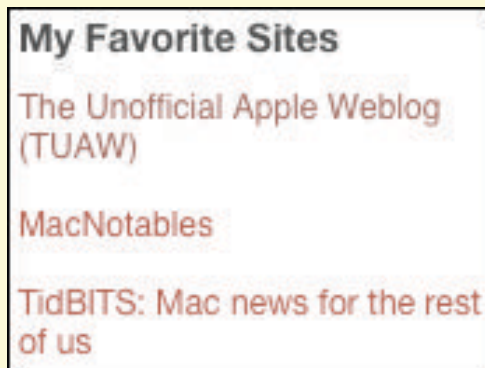 My Favorite Sites
The Unofficial Apple Weblog
(TUAW)
MacNotables
TidBITS: Mac news for the rest
of us